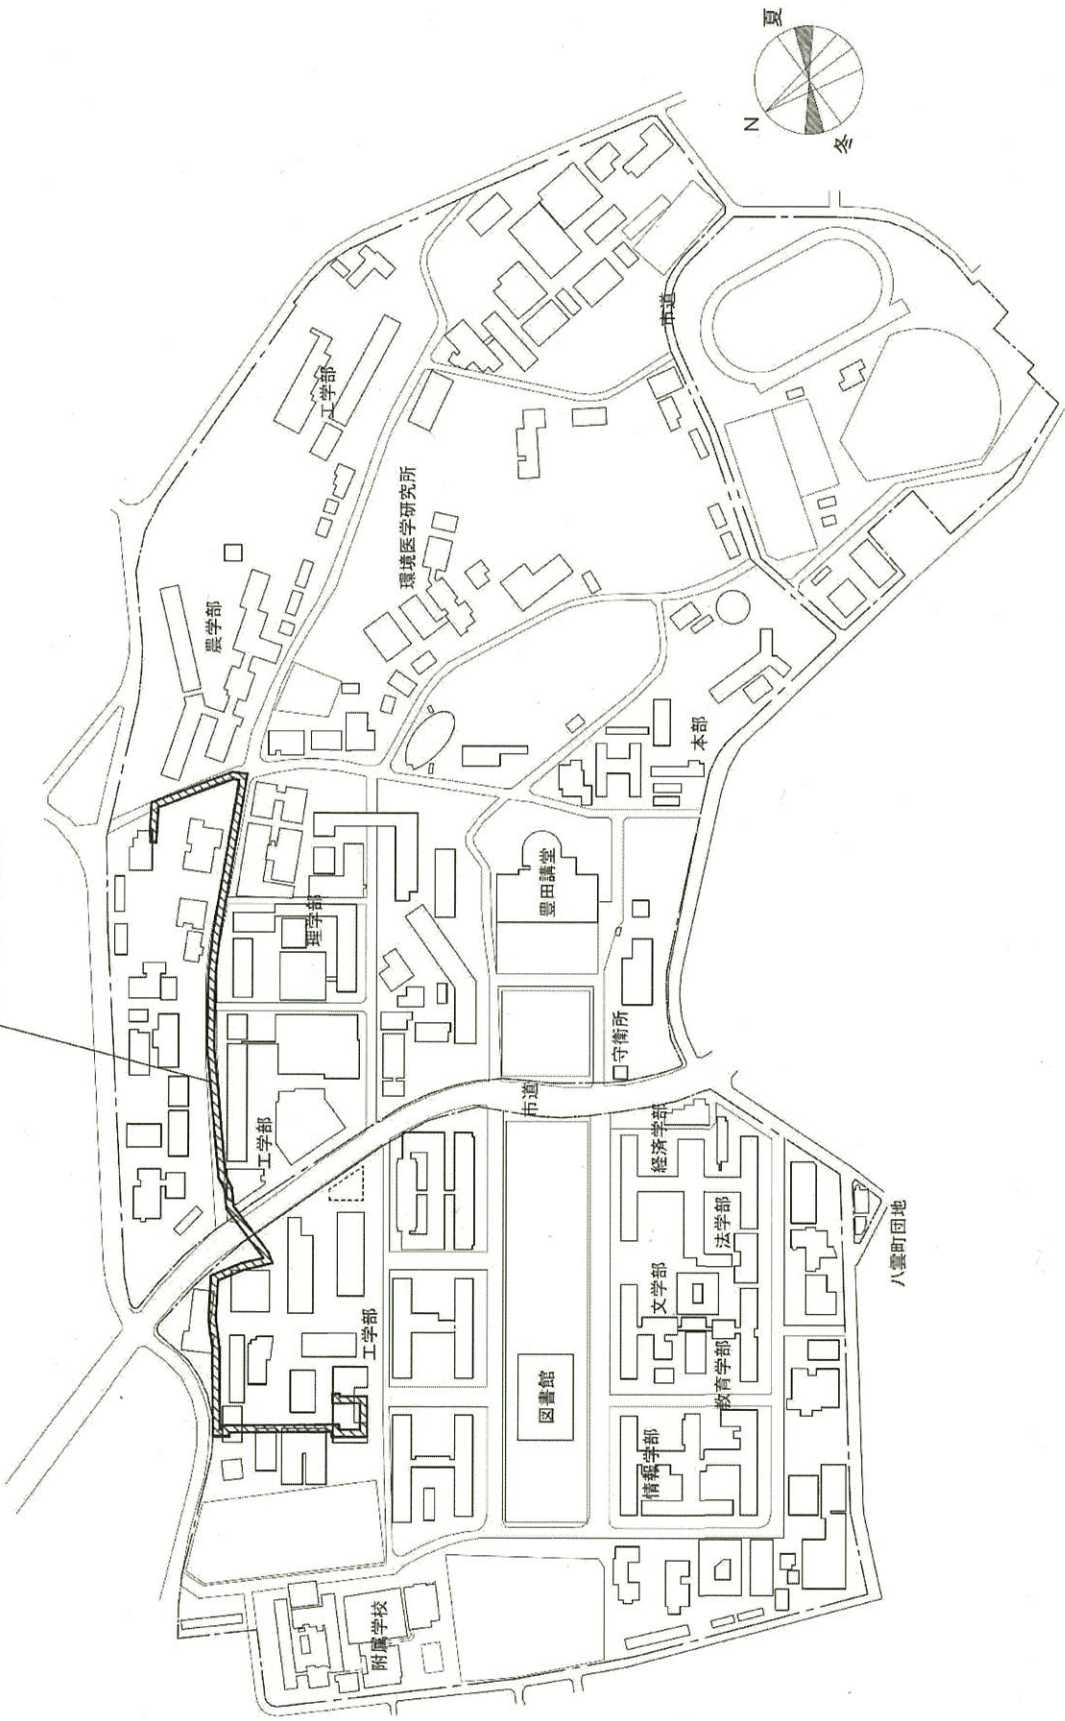 夏
N
冬
工学部
市道
環境医学研究所
農学部
本部
豊田講堂
理学部
守衛所
市道
工学部
経済学部
法学部
八雲町団地
文学部
工学部
教育学部
図書館
情報学部
附属学校